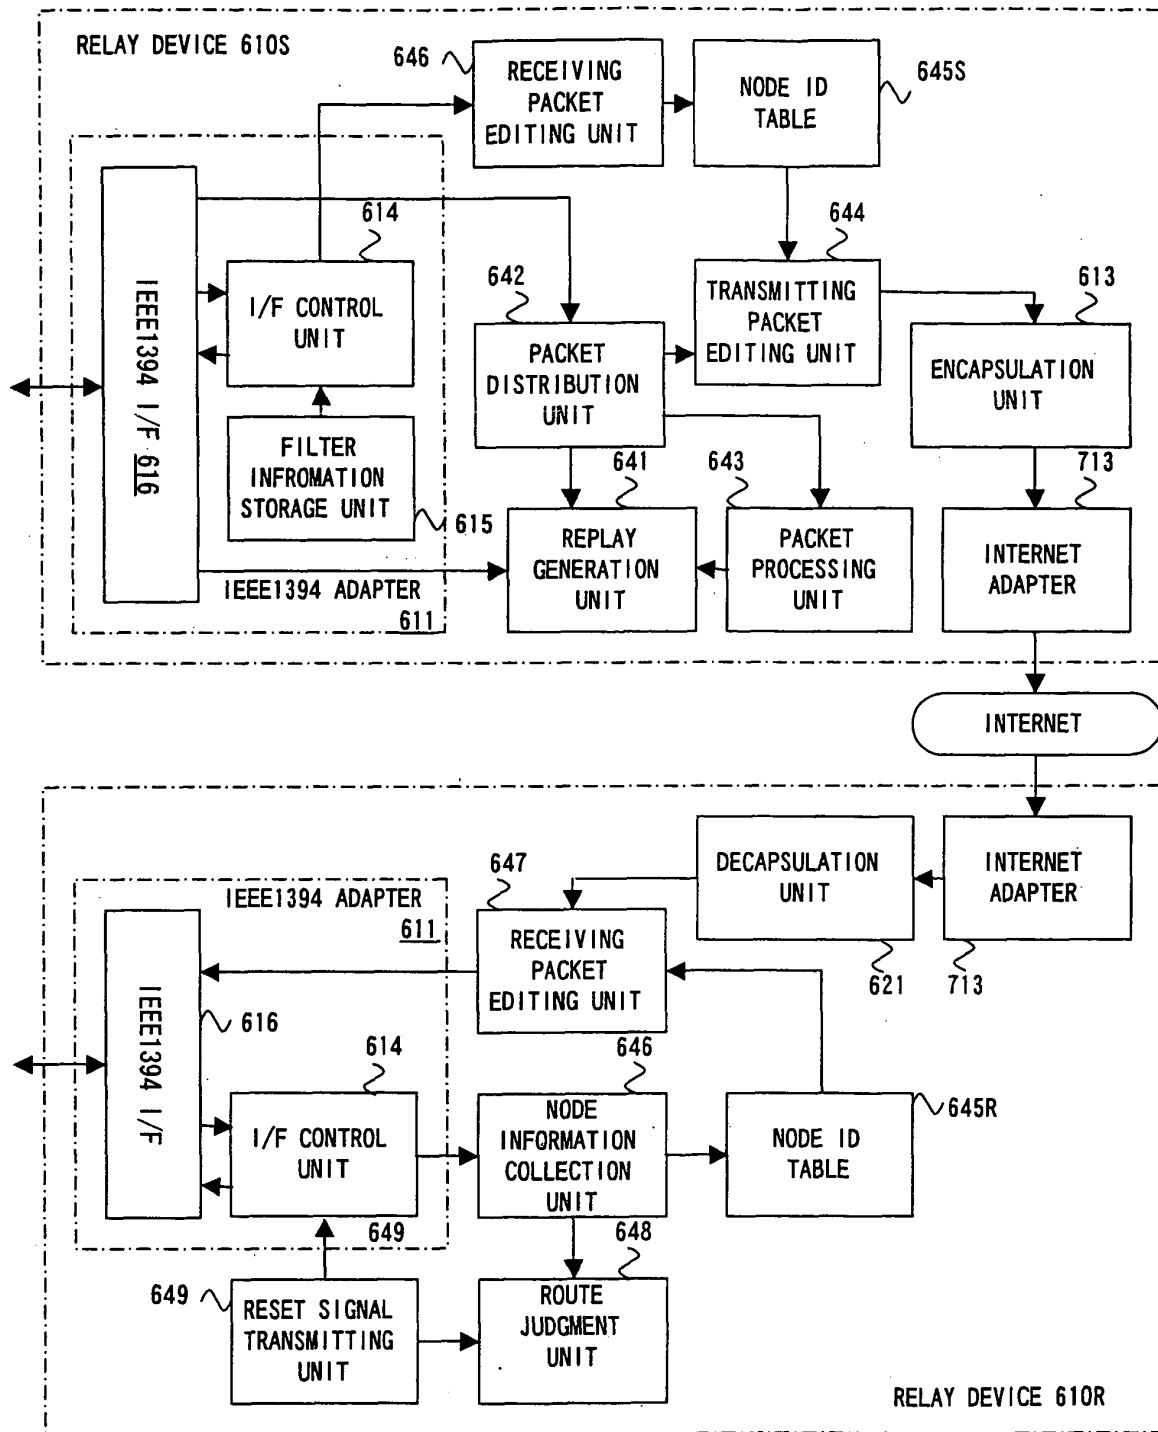 RELAY DEVICE 610S
646
RECEIVING
PACKET
EDITING UNIT
NODE ID
TABLE
645S
614
I/F CONTROL
UNIT
IEEE1394 I/F 616
FILTER
INFROMATION
STORAGE UNIT
615
IEEE1394 ADAPTER
611
642
PACKET
DISTRIBUTION
UNIT
644
TRANSMITTING
PACKET
EDITING UNIT
613
ENCAPSULATION
UNIT
641
REPLAY
GENERATION
UNIT
643
PACKET
PROCESSING
UNIT
713
INTERNET
ADAPTER
INTERNET
INTERNET
ADAPTER
713
DECAPSULATION
UNIT
621
647
RECEIVING
PACKET
EDITING UNIT
IEEE1394 ADAPTER
611
IEEE1394 I/F
616
614
I/F CONTROL
UNIT
649
646
NODE
INFORMATION
COLLECTION
UNIT
NODE ID
TABLE
645R
649
RESET SIGNAL
TRANSMITTING
UNIT
648
ROUTE
JUDGMENT
UNIT
RELAY DEVICE 610R